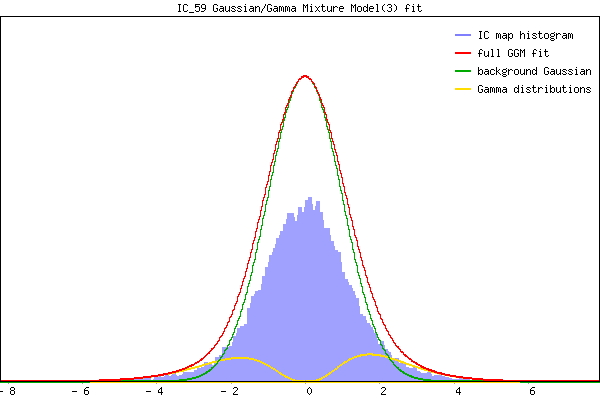 IC_59 Gaussian/Gamma Mixture Model(3) fit
IC map histogram
full GGM fit
background Gaussian
Gamma distributions
-8 -6 -4 -2 0 2 4 6